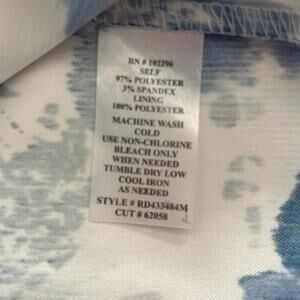 RN # 102296
SELF
97% POLYESTER
3% SPANDEX
LINING
100% POLYESTER
MACHINE WASH
COLD
USE NON-CHLORINE
BLEACH ONLY
WHEN NEEDED
TUMBLE DRY LOW
COOL IRON
AS NEEDED
STYLE # RD433484M
CUT # 62058